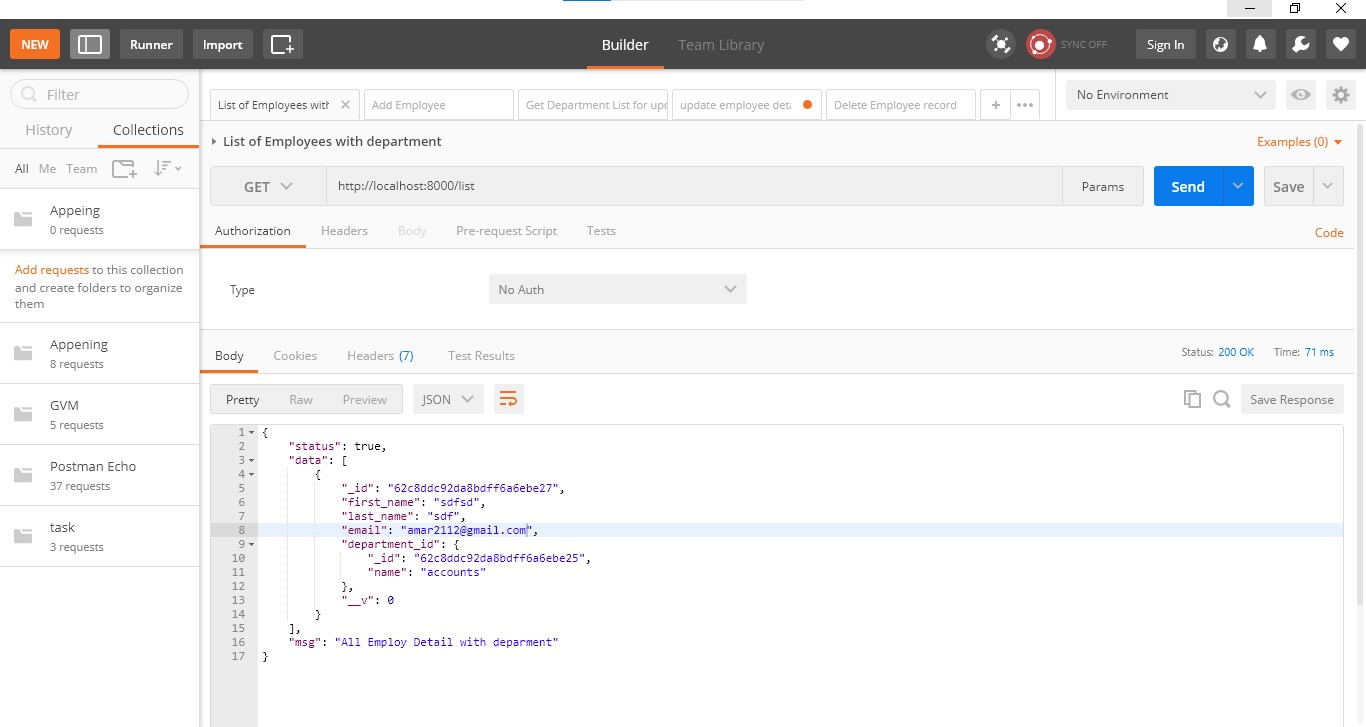 NEW Runner Import Builder Team Library SYNC OFF Sign In
Filter
History Collections
All Me Team
Appeing
0 requests
Add requests to this collection
and create folders to organize
them
Appening
8 requests
GVM
5 requests
Postman Echo
37 requests
task
3 requests
List of Employees with Add Employee Get Department List for upd update employee deta Delete Employee record + ••• No Environment
List of Employees with department Examples (0)
GET http://localhost:8000/list Params Send Save
Authorization Headers Body Pre-request Script Tests Code
Type No Auth
Body Cookies Headers (7) Test Results Status: 200 OK Time: 71 ms
Pretty Raw Preview JSON Save Response
1 {
2 "status": true,
3 "data": [
4 {
5 "_id": "62c8ddc92da8bdff6a6ebe27",
6 "first_name": "sdfsd",
7 "last_name": "sdf",
8 "email": "amar2112@gmail.com",
9 "department_id": {
10 "_id": "62c8ddc92da8bdff6a6ebe25",
11 "name": "accounts"
12 },
13 "__v": 0
14 }
15 ],
16 "msg": "All Employ Detail with deparment"
17 }